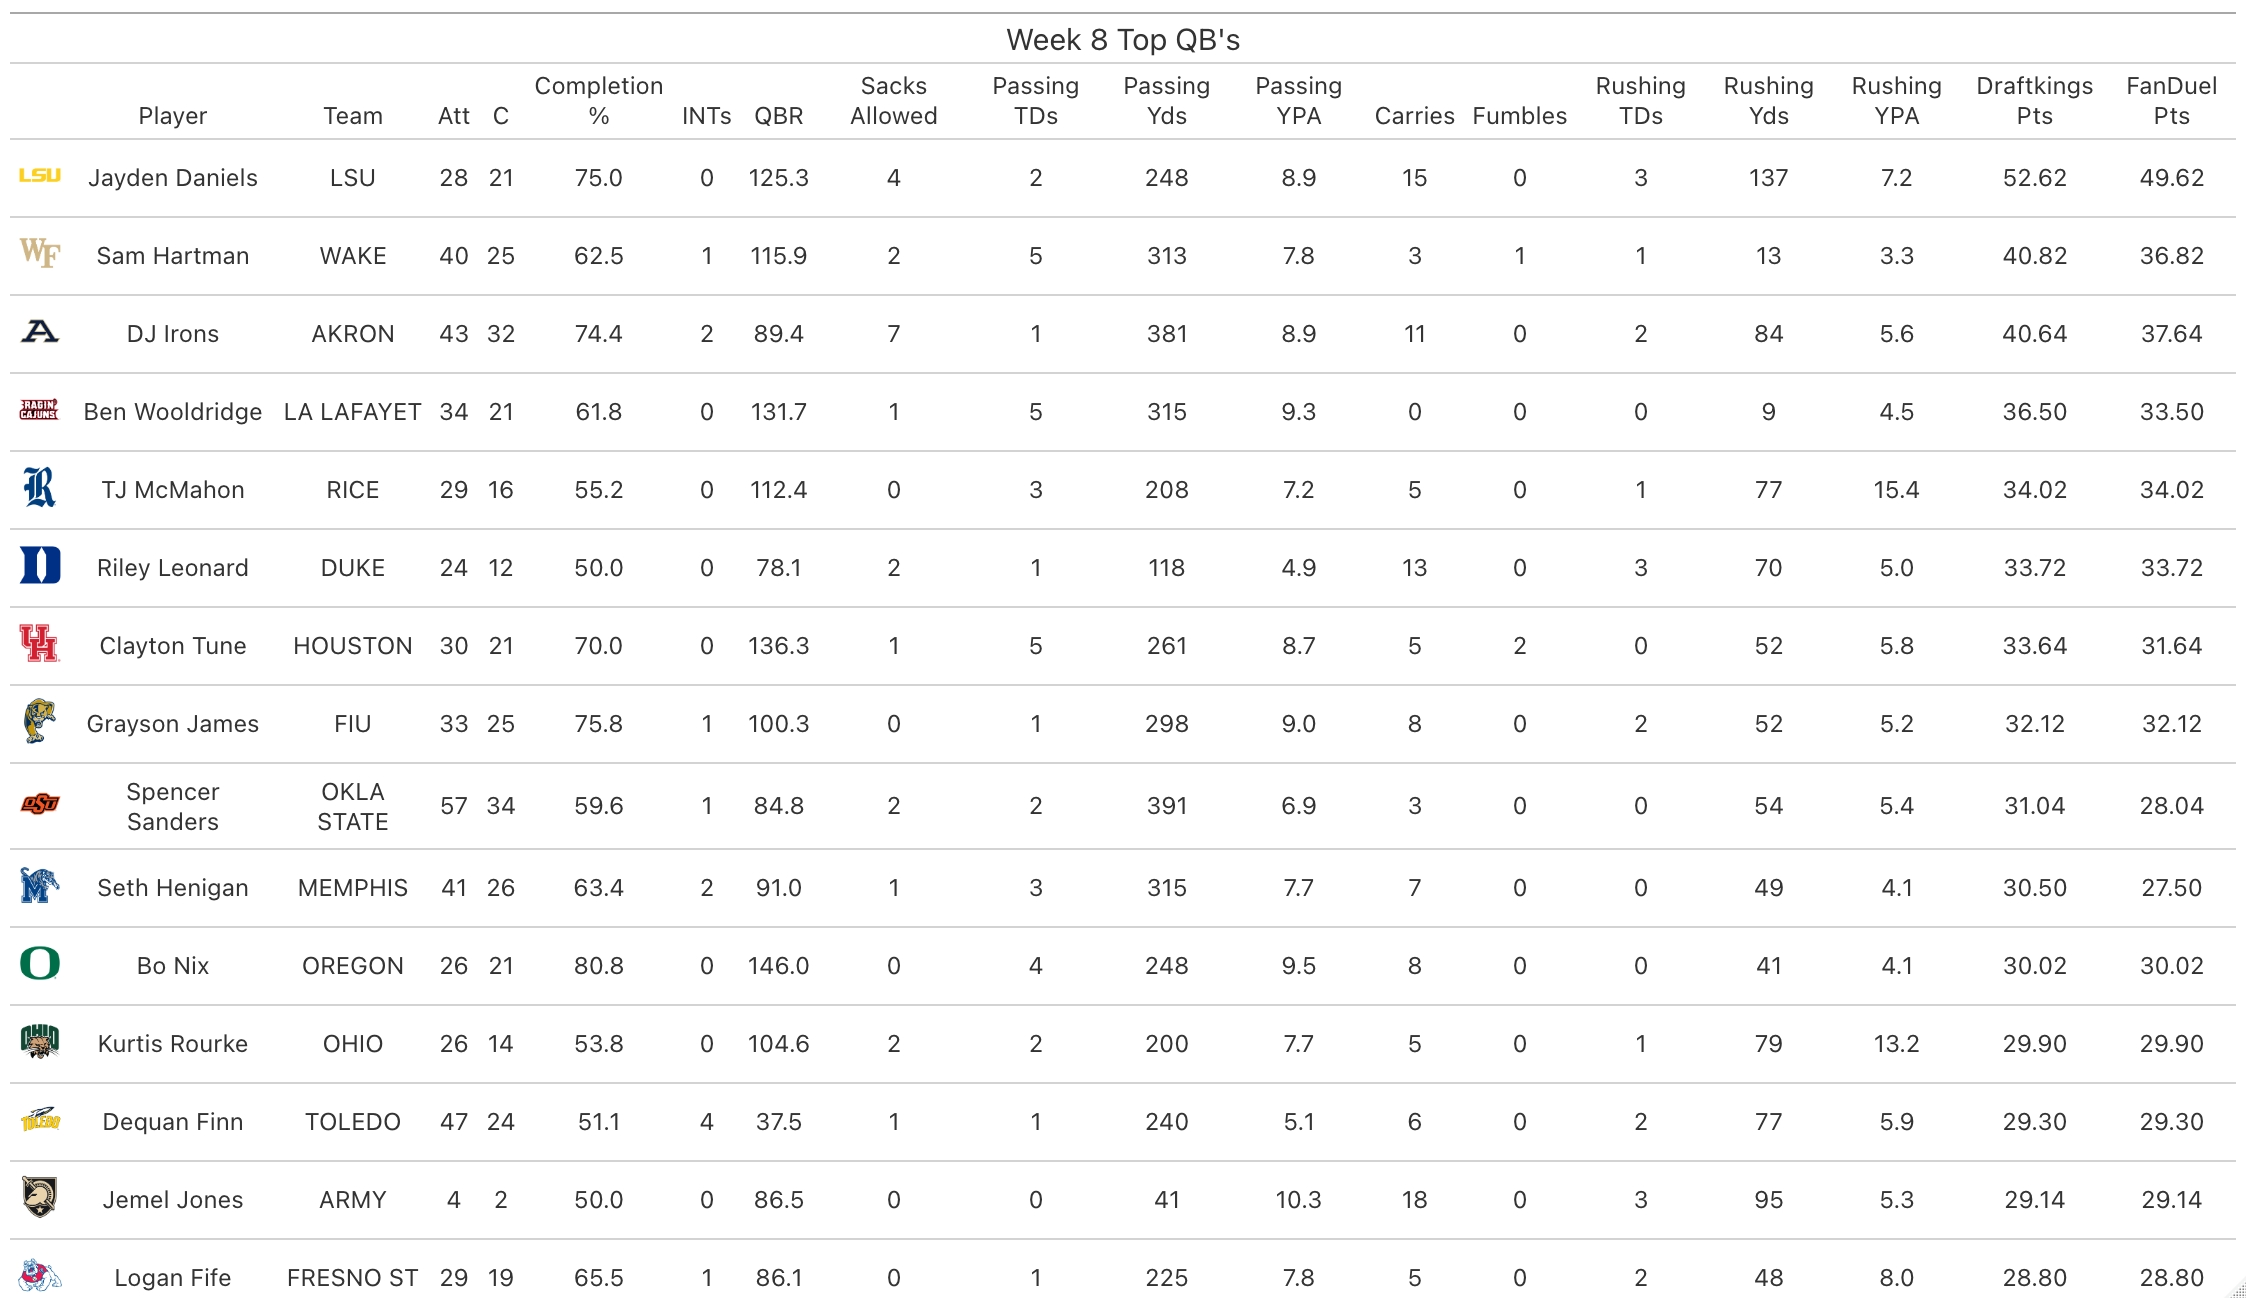 Week 8 Top QB's
Player Team Att C Completion % INTs QBR Sacks Allowed Passing TDs Passing Yds Passing YPA Carries Fumbles Rushing TDs Rushing Yds Rushing YPA Draftkings Pts FanDuel Pts
LSU Jayden Daniels LSU 28 21 75.0 0 125.3 4 2 248 8.9 15 0 3 137 7.2 52.62 49.62
WF Sam Hartman WAKE 40 25 62.5 1 115.9 2 5 313 7.8 3 1 1 13 3.3 40.82 36.82
A DJ Irons AKRON 43 32 74.4 2 89.4 7 1 381 8.9 11 0 2 84 5.6 40.64 37.64
RAGIN' CAJUNS Ben Wooldridge LA LAFAYET 34 21 61.8 0 131.7 1 5 315 9.3 0 0 0 9 4.5 36.50 33.50
R TJ McMahon RICE 29 16 55.2 0 112.4 0 3 208 7.2 5 0 1 77 15.4 34.02 34.02
D Riley Leonard DUKE 24 12 50.0 0 78.1 2 1 118 4.9 13 0 3 70 5.0 33.72 33.72
UH Clayton Tune HOUSTON 30 21 70.0 0 136.3 1 5 261 8.7 5 2 0 52 5.8 33.64 31.64
Grayson James FIU 33 25 75.8 1 100.3 0 1 298 9.0 8 0 2 52 5.2 32.12 32.12
OSU Spencer Sanders OKLA STATE 57 34 59.6 1 84.8 2 2 391 6.9 3 0 0 54 5.4 31.04 28.04
M Seth Henigan MEMPHIS 41 26 63.4 2 91.0 1 3 315 7.7 7 0 0 49 4.1 30.50 27.50
O Bo Nix OREGON 26 21 80.8 0 146.0 0 4 248 9.5 8 0 0 41 4.1 30.02 30.02
OHIO Kurtis Rourke OHIO 26 14 53.8 0 104.6 2 2 200 7.7 5 0 1 79 13.2 29.90 29.90
TOLEDO Dequan Finn TOLEDO 47 24 51.1 4 37.5 1 1 240 5.1 6 0 2 77 5.9 29.30 29.30
Jemel Jones ARMY 4 2 50.0 0 86.5 0 0 41 10.3 18 0 3 95 5.3 29.14 29.14
Logan Fife FRESNO ST 29 19 65.5 1 86.1 0 1 225 7.8 5 0 2 48 8.0 28.80 28.80